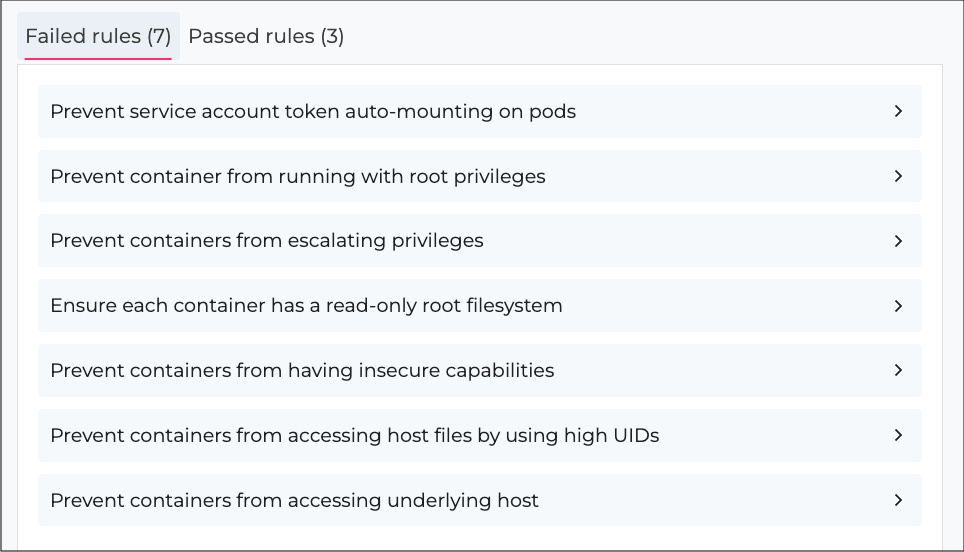 Failed rules (7) Passed rules (3)
Prevent service account token auto-mounting on pods
Prevent container from running with root privileges
Prevent containers from escalating privileges
Ensure each container has a read-only root filesystem
Prevent containers from having insecure capabilities
Prevent containers from accessing host files by using high UIDs
Prevent containers from accessing underlying host